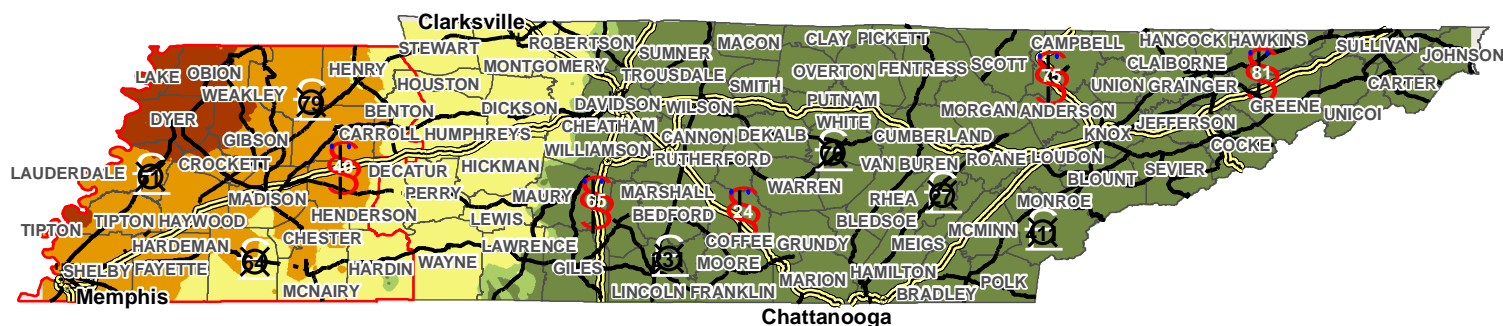 Clarksville
STEWART
ROBERTSON
SUMNER
MACON
CLAY
PICKETT
CAMPBELL
HANCOCK
HAWKINS
SULLIVAN
JOHNSON
LAKE
OBION
HENRY
HOUSTON
MONTGOMERY
TROUSDALE
SMITH
OVERTON
FENTRESS
SCOTT
75
CLAIBORNE
81
CARTER
WEAKLEY
79
BENTON
DICKSON
DAVIDSON
WILSON
PUTNAM
MORGAN
ANDERSON
UNION
GRAINGER
GREENE
UNICOI
DYER
GIBSON
CARROLL
HUMPHREYS
CHEATHAM
CANNON
DEKALB
WHITE
CUMBERLAND
KNOX
JEFFERSON
COCKE
LAUDERDALE
51
CROCKETT
40
DECATUR
HICKMAN
WILLIAMSON
RUTHERFORD
VAN BUREN
ROANE
LOUDON
BLOUNT
SEVIER
MADISON
PERRY
MAURY
65
MARSHALL
24
WARREN
RHEA
27
MONROE
TIPTON
TIPTON
HAYWOOD
HENDERSON
LEWIS
BEDFORD
BLEDSOE
11
HARDEMAN
CHESTER
LAWRENCE
COFFEE
GRUNDY
MEIGS
MCMINN
SHELBY
FAYETTE
64
HARDIN
WAYNE
GILES
31
MOORE
MARION
HAMILTON
POLK
Memphis
MCNAIRY
LINCOLN
FRANKLIN
BRADLEY
Chattanooga